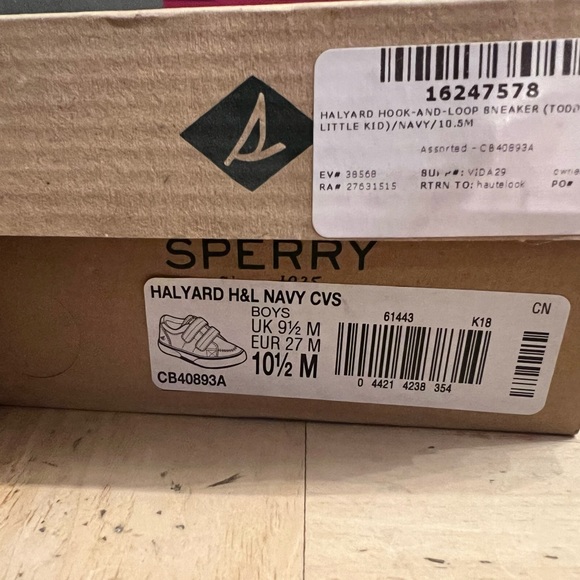 16247578
HALYARD HOOK-AND-LOOP SNEAKER (TODD
LITTLE KID)/NAVY/10.5M
Assorted - CB40893A
EV# 38568 VIDA29 owne
RA# 27631515 RTRN TO: hautelook PO#
SPERRY
HALYARD H&L NAVY CVS
BOYS
UK 9½ M
EUR 27 M
10½ M
CB40893A
61443 K18
0 4421 4238 354
CN